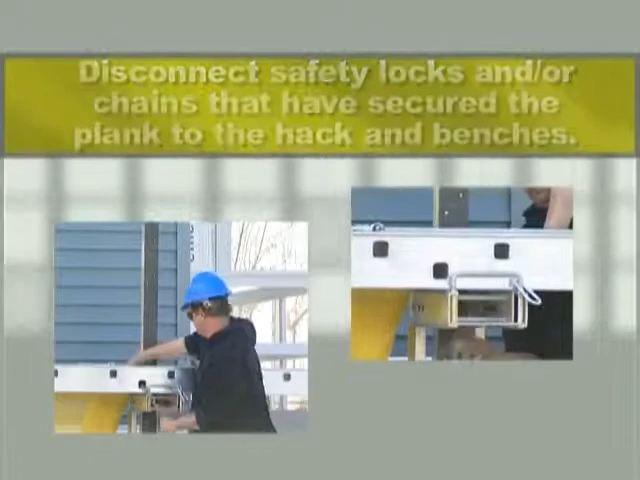 Disconnect safety locks and/or
chains that have secured the
plank to the hack and benches.